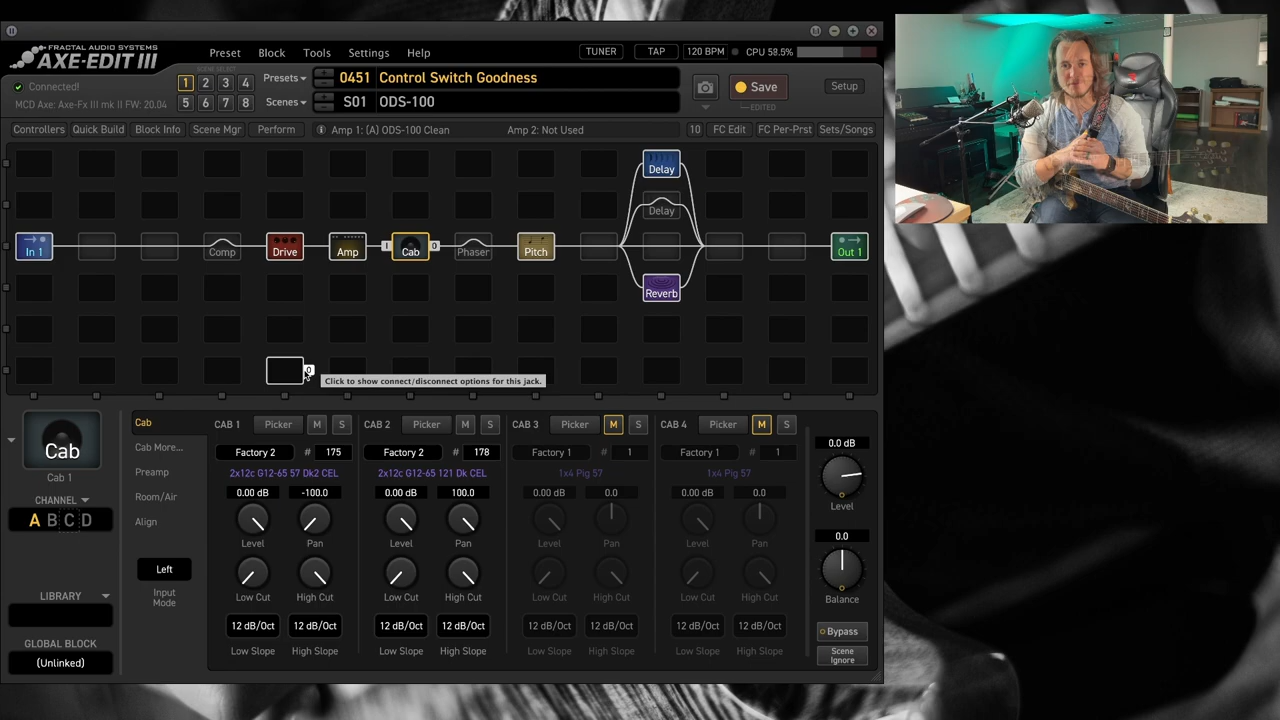 FRACTAL AUDIO SYSTEMS
AXE-EDIT III
Preset Block Tools Settings Help
TUNER TAP 120 BPM CPU 58.5%
SCENE SELECT
1 2 3 4
5 6 7 8
Connected!
MCD Axe: Axe-Fx III mk II FW: 20.04
Presets 0451 Control Switch Goodness
Scenes S01 ODS-100
Save
EDITED
Setup
Controllers Quick Build Block Info Scene Mgr Perform Amp 1: (A) ODS-100 Clean Amp 2: Not Used 10 FC Edit FC Per-Prst Sets/Songs
Delay
Delay
In 1 Comp Drive Amp I Cab O Phaser Pitch Out 1
Reverb
O
Click to show connect/disconnect options for this jack.
Cab
Cab 1
CHANNEL
A B C D
LIBRARY
GLOBAL BLOCK
(Unlinked)
Cab
Cab More...
Preamp
Room/Air
Align
Left
Input
Mode
CAB 1 Picker M S CAB 2 Picker M S CAB 3 Picker M S CAB 4 Picker M S
Factory 2 # 175 Factory 2 # 178 Factory 1 # 1 Factory 1 # 1
2x12c G12-65 57 Dk2 CEL 2x12c G12-65 121 Dk CEL 1x4 Pig 57 1x4 Pig 57
0.00 dB -100.0 0.00 dB 100.0 0.00 dB 0.0 0.00 dB 0.0
Level Pan Level Pan Level Pan Level Pan
Low Cut High Cut Low Cut High Cut Low Cut High Cut Low Cut High Cut
12 dB/Oct 12 dB/Oct 12 dB/Oct 12 dB/Oct 12 dB/Oct 12 dB/Oct 12 dB/Oct 12 dB/Oct
Low Slope High Slope Low Slope High Slope Low Slope High Slope Low Slope High Slope
0.0 dB
Level
0.0
Balance
Bypass
Scene
Ignore